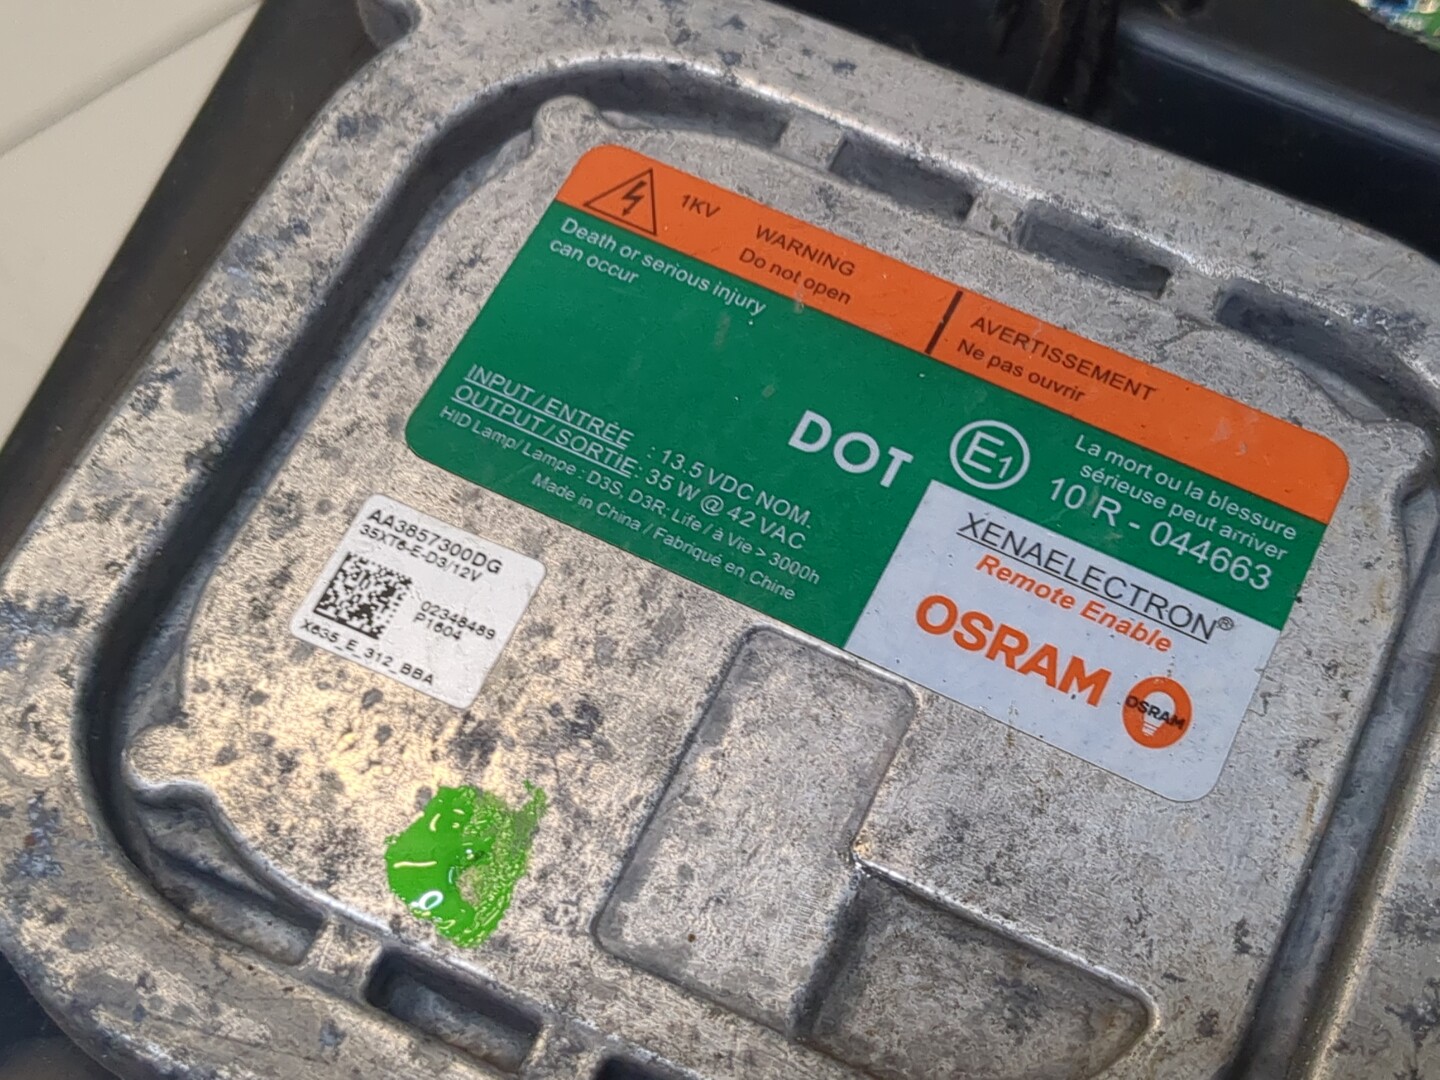 1KV
WARNING
Do not open
AVERTISSEMENT
Ne pas ouvrir
Death or serious injury
can occur
La mort ou la blessure
sérieuse peut arriver
DOT
E1
10 R - 044663
INPUT/ENTRÉE : 13.5 VDC NOM.
OUTPUT/SORTIE: 35 W @ 42 VAC
HID Lamp/ Lampe : D3S, D3R. Life / à Vie > 3000h
Made in China / Fabriqué en Chine
XENAELECTRON®
Remote Enable
OSRAM
OSRAM
AA3857300DG
35XT6-E-D3/12V
02348489
P1604
X635_E_312_BBA